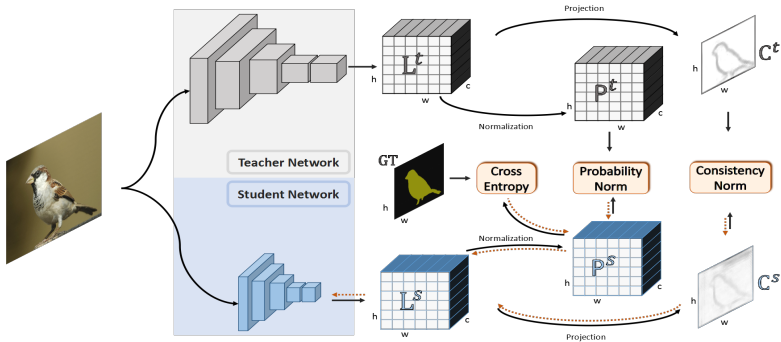 Projection
L^t
h
w
c
P^t
h
w
c
C^t
h
w
Normalization
Teacher Network
Student Network
GT
h
w
Cross
Entropy
Probability
Norm
Consistency
Norm
Normalization
P^s
h
w
c
L^s
h
w
c
C^s
h
w
Projection